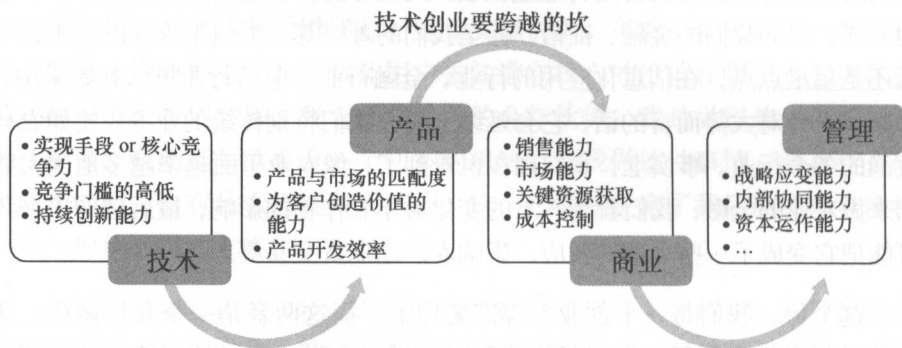 技术创业要跨越的坎
• 实现手段 or 核心竞
争力
• 竞争门槛的高低
• 持续创新能力
技术
产品
• 产品与市场的匹配度
• 为客户创造价值的
能力
• 产品开发效率
• 销售能力
• 市场能力
• 关键资源获取
• 成本控制
商业
管理
• 战略应变能力
• 内部协同能力
• 资本运作能力
• ...